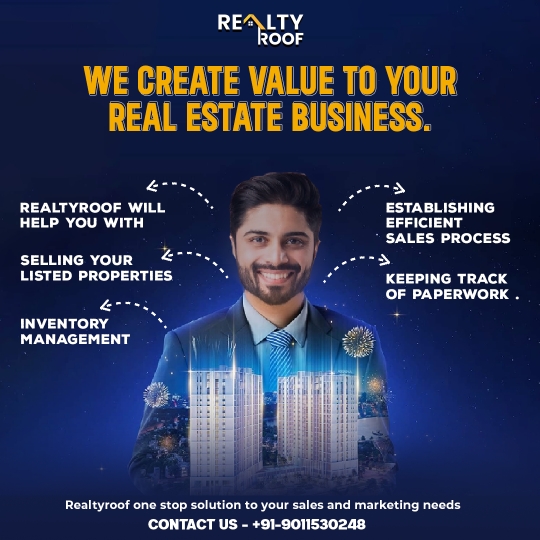 REALTY
ROOF
WE CREATE VALUE TO YOUR
REAL ESTATE BUSINESS.
REALTYROOF WILL
HELP YOU WITH
SELLING YOUR
LISTED PROPERTIES
INVENTORY
MANAGEMENT
ESTABLISHING
EFFICIENT
SALES PROCESS
KEEPING TRACK
OF PAPERWORK .
Realtyroof one stop solution to your sales and marketing needs
CONTACT US - +91-9011530248